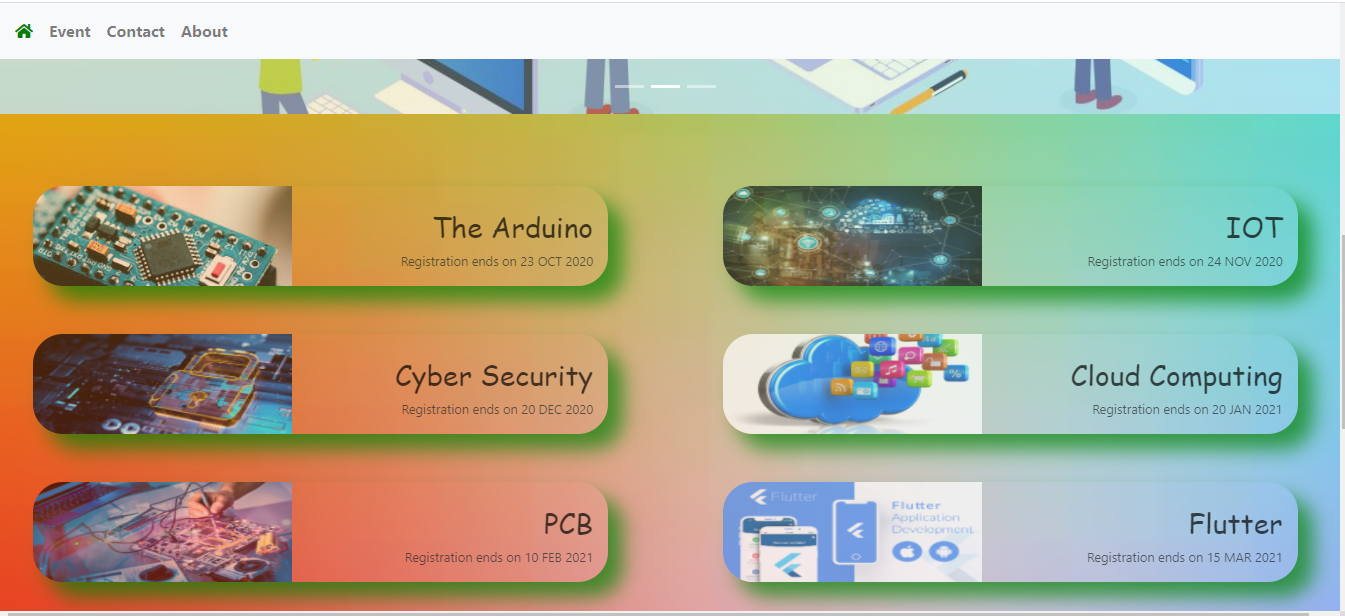 Event Contact About
The Arduino
Registration ends on 23 OCT 2020
IOT
Registration ends on 24 NOV 2020
Cyber Security
Registration ends on 20 DEC 2020
Cloud Computing
Registration ends on 20 JAN 2021
PCB
Registration ends on 10 FEB 2021
Flutter
Flutter
Application
Development
Flutter
Registration ends on 15 MAR 2021